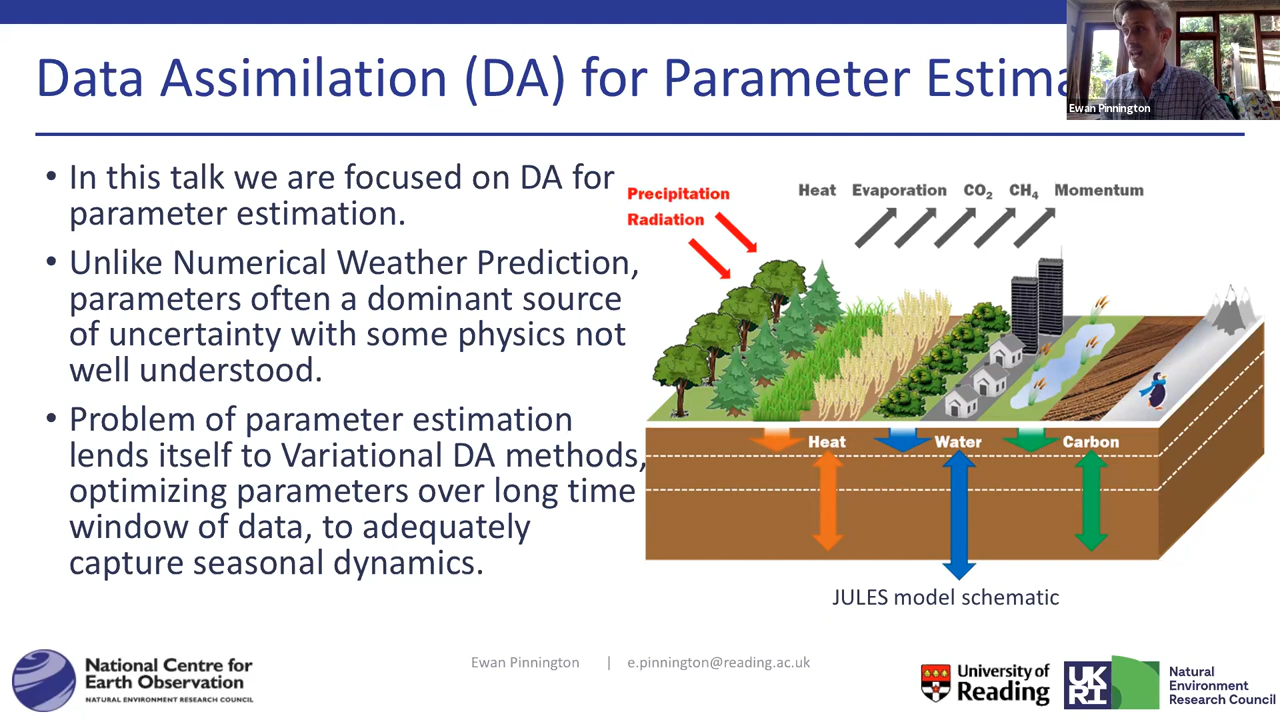 Data Assimilation (DA) for Parameter Estima
Ewan Pinnington
• In this talk we are focused on DA for
parameter estimation.
• Unlike Numerical Weather Prediction,
parameters often a dominant source
of uncertainty with some physics not
well understood.
• Problem of parameter estimation
lends itself to Variational DA methods,
optimizing parameters over long time
window of data, to adequately
capture seasonal dynamics.
Precipitation
Radiation
Heat Evaporation CO₂ CH₄ Momentum
Heat Water Carbon
JULES model schematic
National Centre for
Earth Observation
NATURAL ENVIRONMENT RESEARCH COUNCIL
Ewan Pinnington | e.pinnington@reading.ac.uk
University of
Reading
UK
RI
Natural
Environment
Research Council